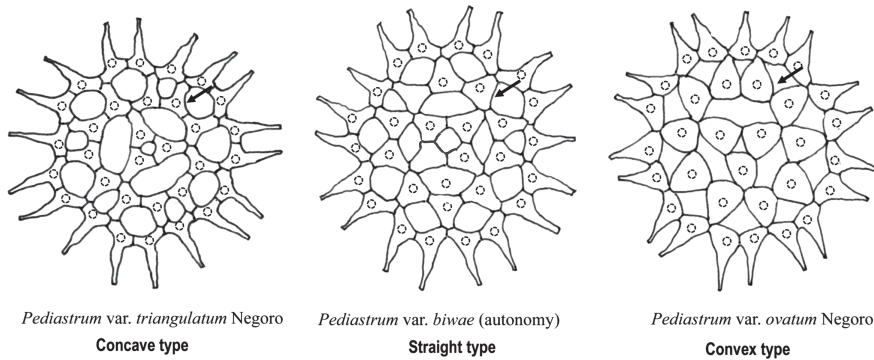 Pediastrum var. triangulatum Negoro
Concave type
Pediastrum var. biwae (autonomy)
Straight type
Pediastrum var. ovatum Negoro
Convex type